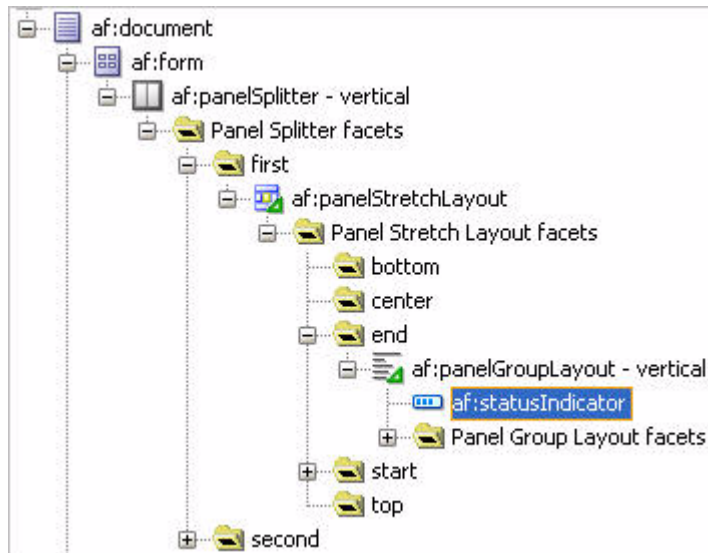 af:document
af:form
af:panelSplitter - vertical
Panel Splitter facets
first
af:panelStretchLayout
Panel Stretch Layout facets
bottom
center
end
af:panelGroupLayout - vertical
af:statusIndicator
Panel Group Layout facets
start
top
second